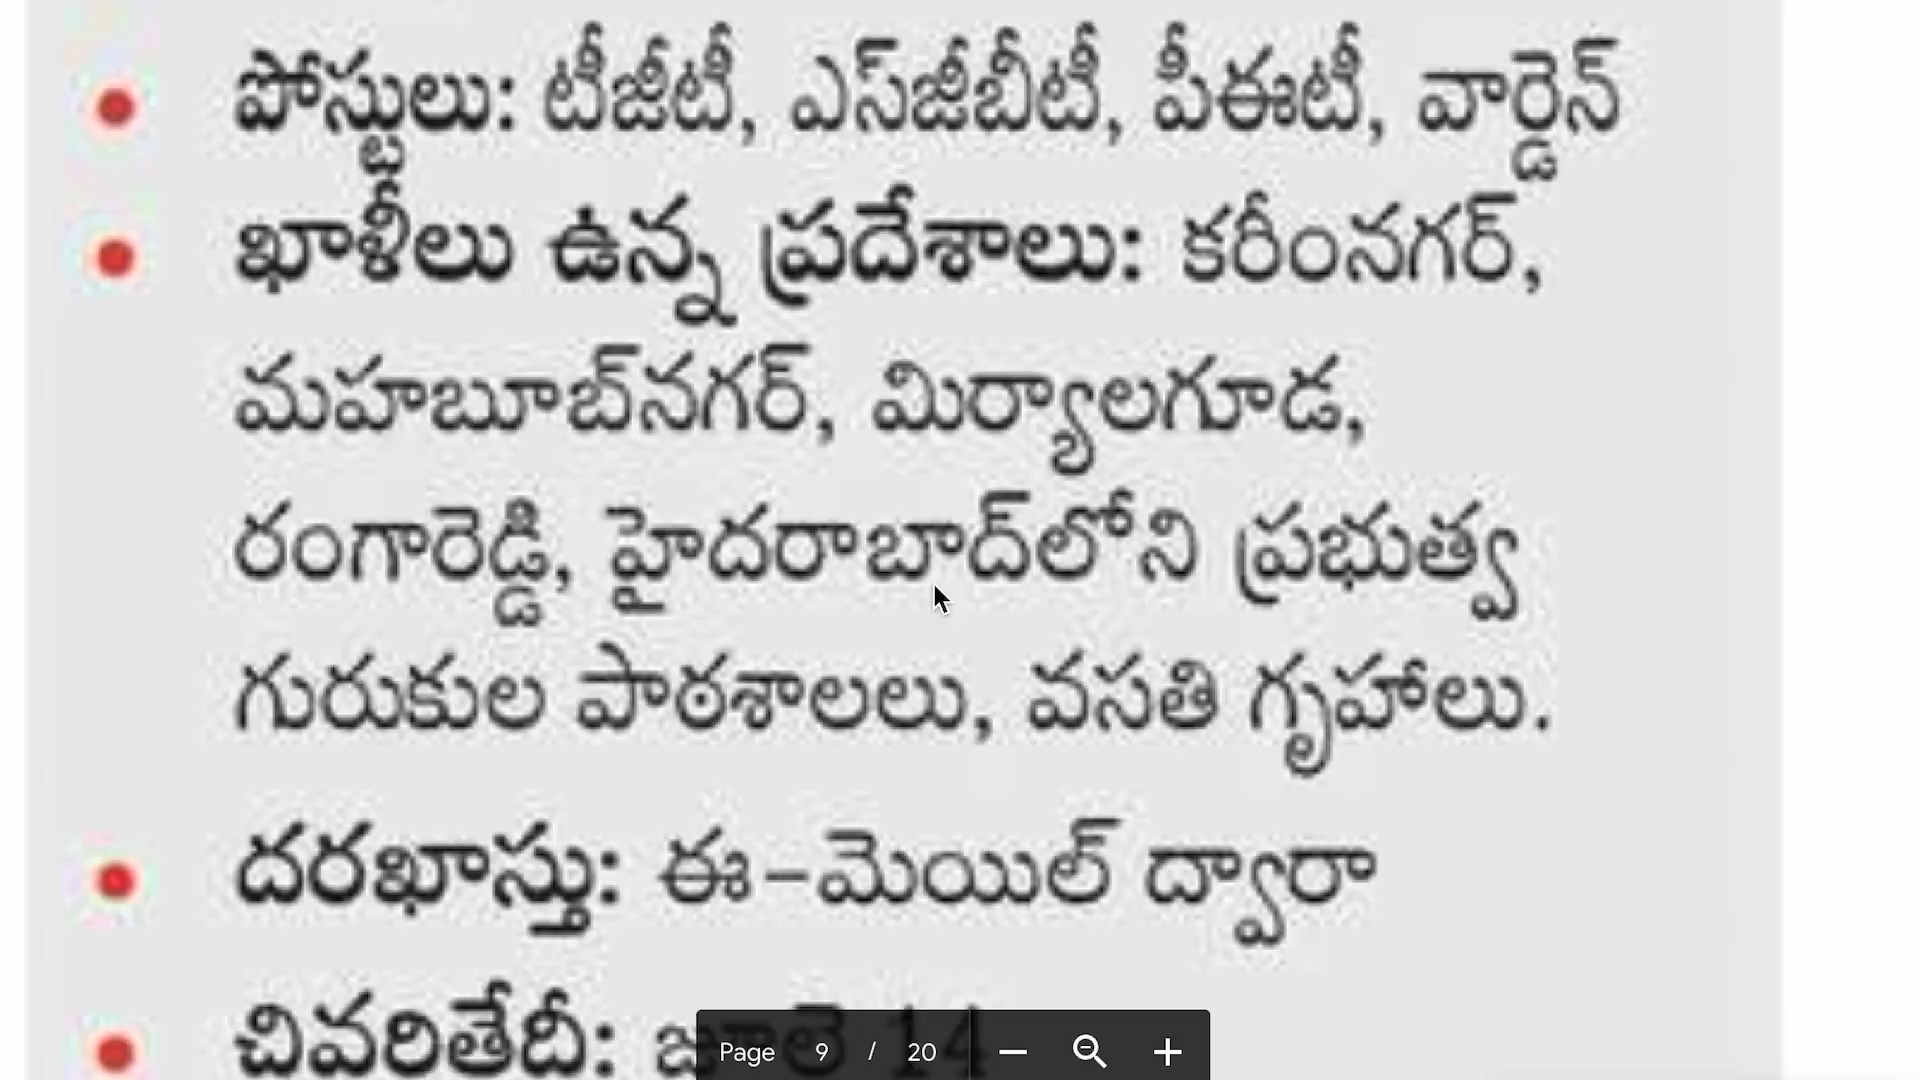 పోస్టులు: టీజీటీ, ఎస్‌జీబీటీ, పీఈటీ, వార్డెన్
ఖాళీలు ఉన్న ప్రదేశాలు: కరీంనగర్,
మహబూబ్‌నగర్, మిర్యాలగూడ,
రంగారెడ్డి, హైదరాబాద్‌లోని ప్రభుత్వ
గురుకుల పాఠశాలలు, వసతి గృహాలు.
దరఖాస్తు: ఈ-మెయిల్ ద్వారా
చివరితేదీ: జూలై 14
Page 9 / 20